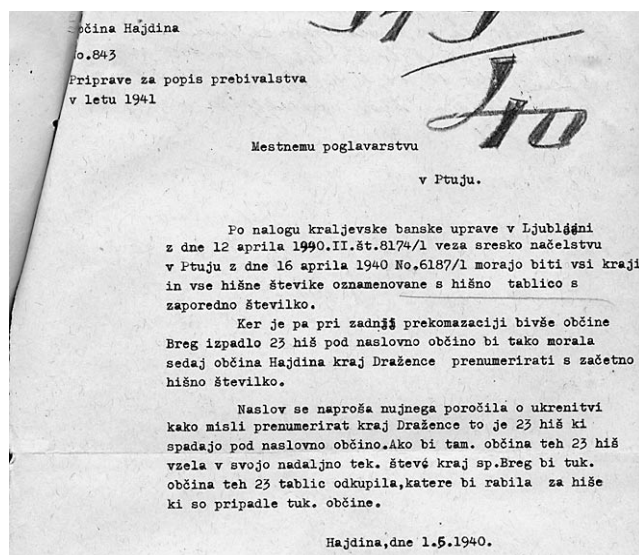 občina Hajdina
No.843
Priprave za popis prebivalstva
v letu 1941
Mestnemu poglavarstvu
v Ptuju.
Po nalogu kraljevske banske uprave v Ljubljani
z dne 12 aprila 1990.II.št.8174/1 veza sresko načelstvu
v Ptuju z dne 16 aprila 1940 No.6187/1 morajo biti vsi kraji
in vse hišne števike oznamenovane s hišno tablico s
zaporedno številko.
Ker je pa pri zadnji prekomazaciji bivše občine
Breg izpadlo 23 hiš pod naslovno občino bi tako morala
sedaj občina Hajdina kraj Dražence prenumerirati s začetno
hišno številko.
Naslov se naproša nujnega poročila o ukrenitvi
kako misli prenumerirat kraj Dražence to je 23 hiš ki
spadajo pod naslovno občino.Ako bi tam. občina teh 23 hiš
vzela v svojo nadaljno tek. števč kraj sp.Breg bi tuk.
občina teh 23 tablic odkupila,katere bi rabila za hiše
ki so pripadle tuk. občine.
Hajdina,dne 1.5.1940.